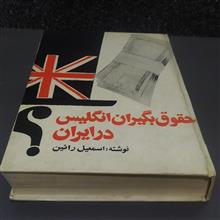 حقوق بگیران انگلیس
در ایران
؟
نوشته: اسمعیل رائین